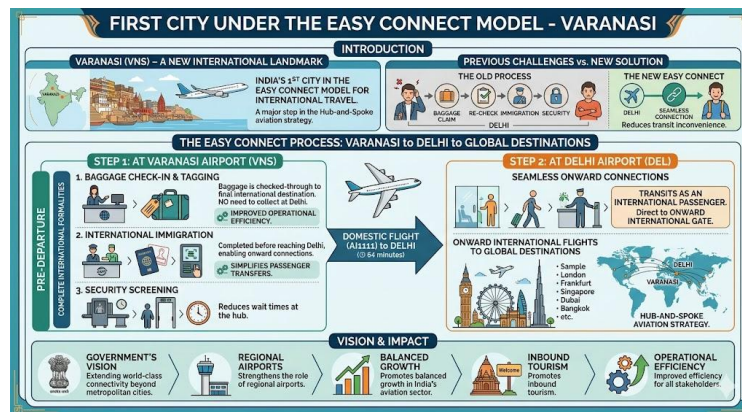 FIRST CITY UNDER THE EASY CONNECT MODEL - VARANASI
INTRODUCTION
VARANASI (VNS) – A NEW INTERNATIONAL LANDMARK
VARANASI
INDIA'S 1ST CITY IN THE
EASY CONNECT MODEL FOR
INTERNATIONAL TRAVEL.
A major step in the Hub-and-Spoke
aviation strategy.
PREVIOUS CHALLENGES vs. NEW SOLUTION
THE OLD PROCESS
BAGGAGE
CLAIM
RE-CHECK
IMMIGRATION
SECURITY
DELHI
THE NEW EASY CONNECT
DELHI
SEAMLESS
CONNECTION
Reduces transit inconvenience.
THE EASY CONNECT PROCESS: VARANASI to DELHI to GLOBAL DESTINATIONS
PRE-DEPARTURE
COMPLETE INTERNATIONAL FORMALITIES
STEP 1: AT VARANASI AIRPORT (VNS)
1. BAGGAGE CHECK-IN & TAGGING
Baggage is checked-through to
final international destination.
NO need to collect at Delhi.
IMPROVED OPERATIONAL
EFFICIENCY.
2. INTERNATIONAL IMMIGRATION
Completed before reaching Delhi,
enabling onward connections.
SIMPLIFIES PASSENGER
TRANSFERS.
3. SECURITY SCREENING
Reduces wait times at
the hub.
DOMESTIC FLIGHT
(AI1111) to DELHI
(64 minutes)
STEP 2: AT DELHI AIRPORT (DEL)
SEAMLESS ONWARD CONNECTIONS
TRANSITS AS AN
INTERNATIONAL PASSENGER.
Direct to ONWARD
INTERNATIONAL GATE.
ONWARD INTERNATIONAL FLIGHTS
TO GLOBAL DESTINATIONS
• Sample
• London
• Frankfurt
• Singapore
• Dubai
• Bangkok
• etc.
DELHI
VARANASI
HUB-AND-SPOKE
AVIATION STRATEGY.
VISION & IMPACT
GOVERNMENT'S
VISION
Extending world-class
connectivity beyond
metropolitan cities.
REGIONAL
AIRPORTS
Strengthens the role
of regional airports.
BALANCED
GROWTH
Promotes balanced
growth in India's
aviation sector.
Welcome
INBOUND
TOURISM
Promotes
inbound
tourism.
OPERATIONAL
EFFICIENCY
Improved efficiency
for all stakeholders.